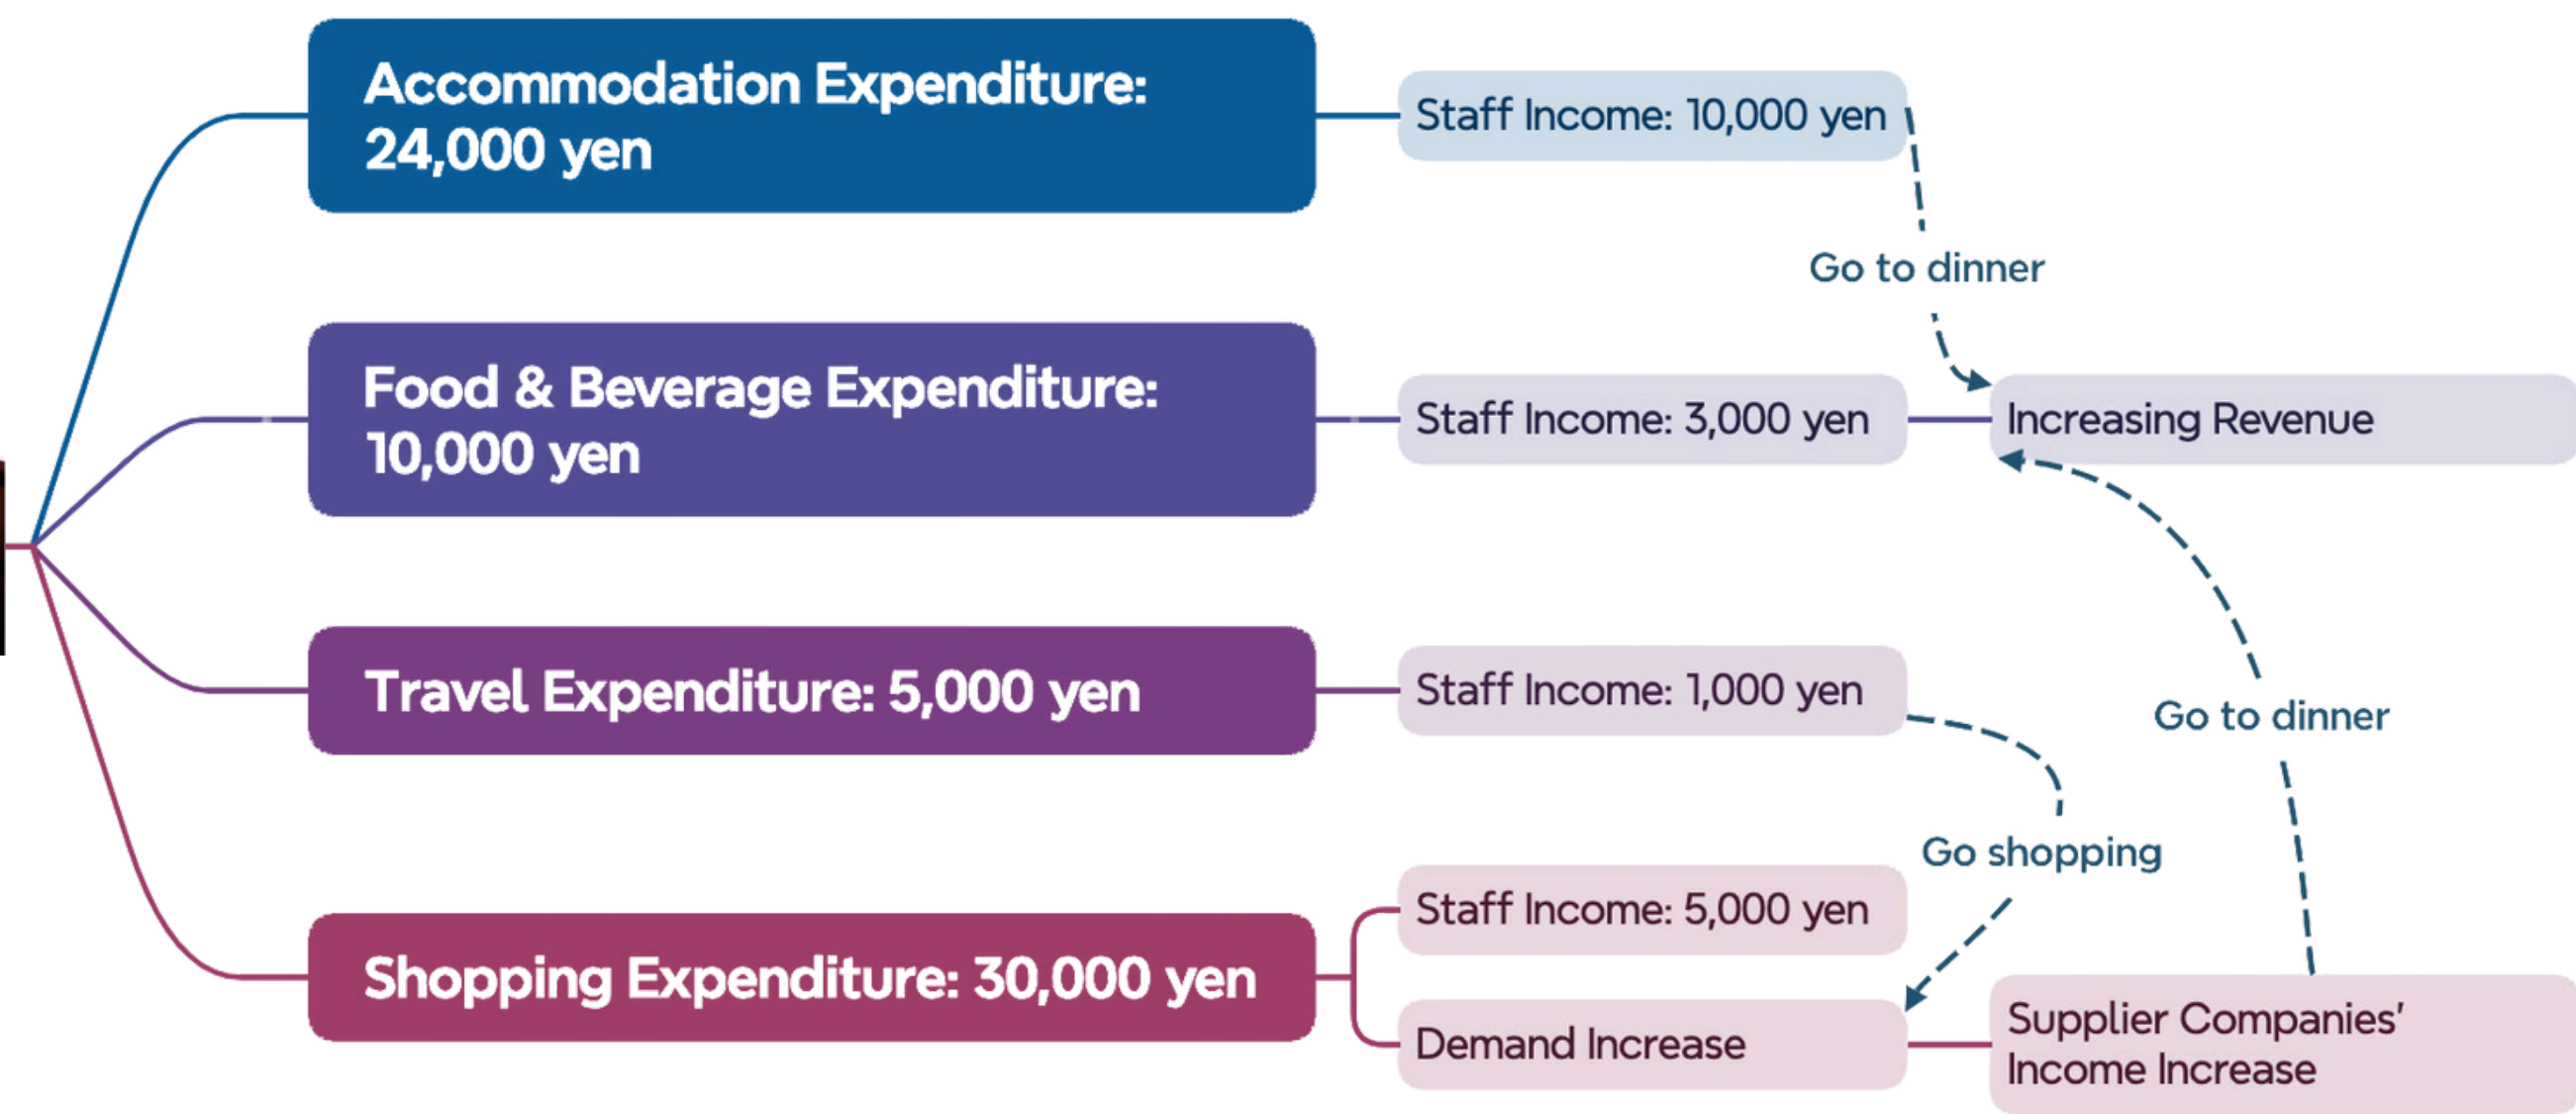 Accommodation Expenditure:
24,000 yen
Staff Income: 10,000 yen
Go to dinner
Food & Beverage Expenditure:
10,000 yen
Staff Income: 3,000 yen
Increasing Revenue
Travel Expenditure: 5,000 yen
Staff Income: 1,000 yen
Go to dinner
Go shopping
Shopping Expenditure: 30,000 yen
Staff Income: 5,000 yen
Demand Increase
Supplier Companies’
Income Increase